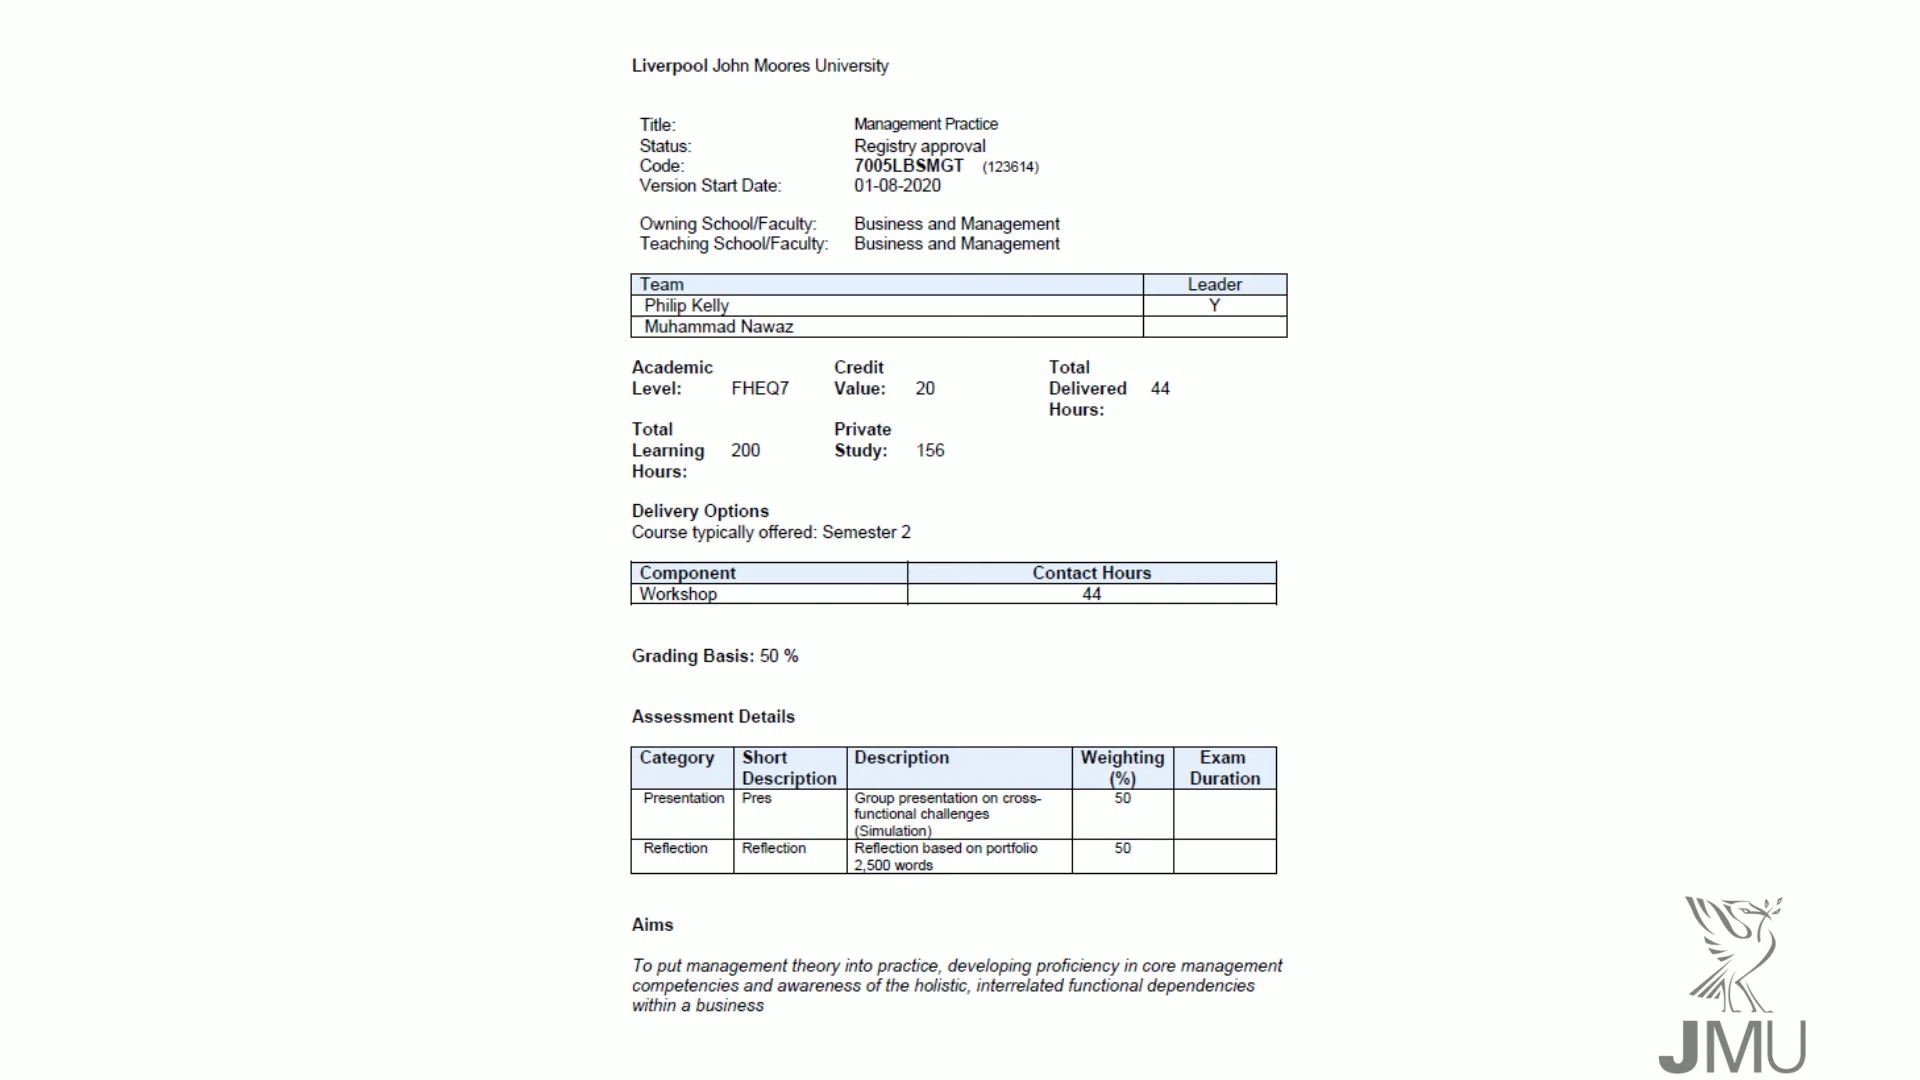 Liverpool John Moores University
Title: Management Practice
Status: Registry approval
Code: 7005LBSMGT (123614)
Version Start Date: 01-08-2020
Owning School/Faculty: Business and Management
Teaching School/Faculty: Business and Management
Team Leader
Philip Kelly Y
Muhammad Nawaz
Academic Credit Total
Level: FHEQ7 Value: 20 Delivered 44
Hours:
Total Private
Learning 200 Study: 156
Hours:
Delivery Options
Course typically offered: Semester 2
Component Contact Hours
Workshop 44
Grading Basis: 50 %
Assessment Details
Category Short Description Weighting Exam
Description (%) Duration
Presentation Pres Group presentation on cross- 50
functional challenges
(Simulation)
Reflection Reflection Reflection based on portfolio 50
2,500 words
Aims
To put management theory into practice, developing proficiency in core management
competencies and awareness of the holistic, interrelated functional dependencies
within a business
JMU